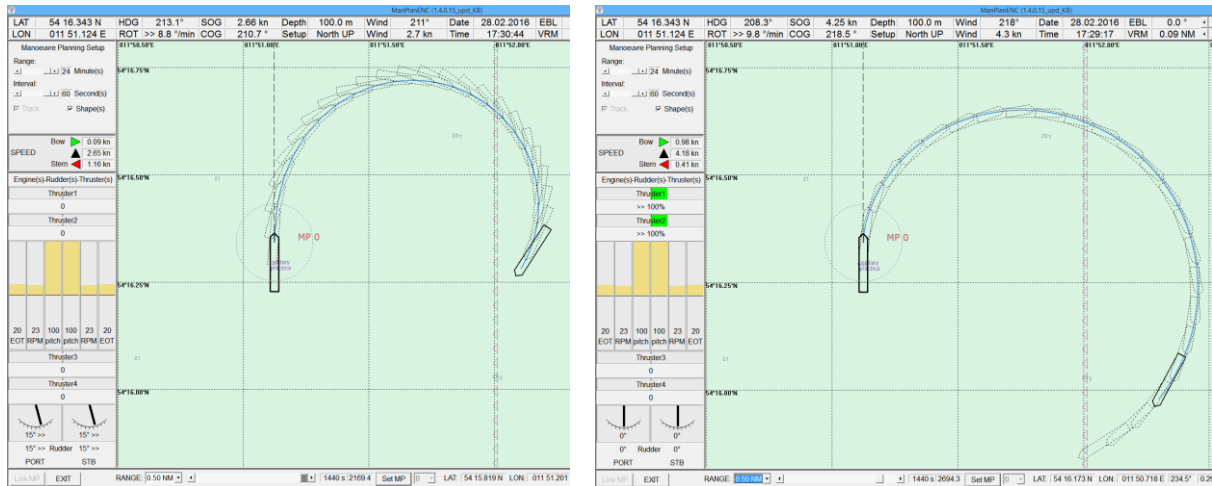 ManPlanENC (1.4.0.15_upd_KB)
LAT 54 16.343 N HDG 213.1° SOG 2.66 kn Depth 100.0 m Wind 211° Date 28.02.2016 EBL
LON 011 51.124 E ROT >> 8.8 °/min COG 210.7 ° Setup North UP Wind 2.7 kn Time 17:30:44 VRM
Manoeuvre Planning Setup
Range:
24 Minute(s)
Interval:
60 Second(s)
Track Shape(s)
Bow 0.09 kn
SPEED 2.65 kn
Stern 1.16 kn
Engine(s)-Rudder(s)-Thruster(s)
Thruster1
0
Thruster2
0
20 23 100 100 23 20
EOT RPM pitch pitch RPM EOT
Thruster3
0
Thruster4
0
15° >> 15° >>
15° >> Rudder 15° >>
PORT STB
Link MP EXIT RANGE: 0.50 NM 1440 s 2169.4 Set MP 0 LAT: 54 15.819 N LON: 011 51.201
011°50.50'E 011°51.00'E 011°51.50'E 011°52.00'E
54°16.75'N
54°16.50'N
54°16.25'N
54°16.00'N
MP 0
military
practice
21
21
ManPlanENC (1.4.0.15_upd_KB)
LAT 54 16.343 N HDG 208.3° SOG 4.25 kn Depth 100.0 m Wind 218° Date 28.02.2016 EBL 0.0 °
LON 011 51.124 E ROT >> 9.8 °/min COG 218.5 ° Setup North UP Wind 4.3 kn Time 17:29:17 VRM 0.09 NM
Manoeuvre Planning Setup
Range:
24 Minute(s)
Interval:
60 Second(s)
Track Shape(s)
Bow 0.98 kn
SPEED 4.18 kn
Stern 0.41 kn
Engine(s)-Rudder(s)-Thruster(s)
Thruster1
>> 100%
Thruster2
>> 100%
20 23 100 100 23 20
EOT RPM pitch pitch RPM EOT
Thruster3
0
Thruster4
0
0° 0°
0° Rudder 0°
PORT STB
Link MP EXIT RANGE: 0.50 NM 1440 s 2694.3 Set MP 0 LAT: 54 16.173 N LON: 011 50.718 E 234.5°
011°50.50'E 011°51.00'E 011°51.50'E 011°52.00'E
54°16.75'N
54°16.50'N
54°16.25'N
54°16.00'N
MP 0
military
practice
21
21